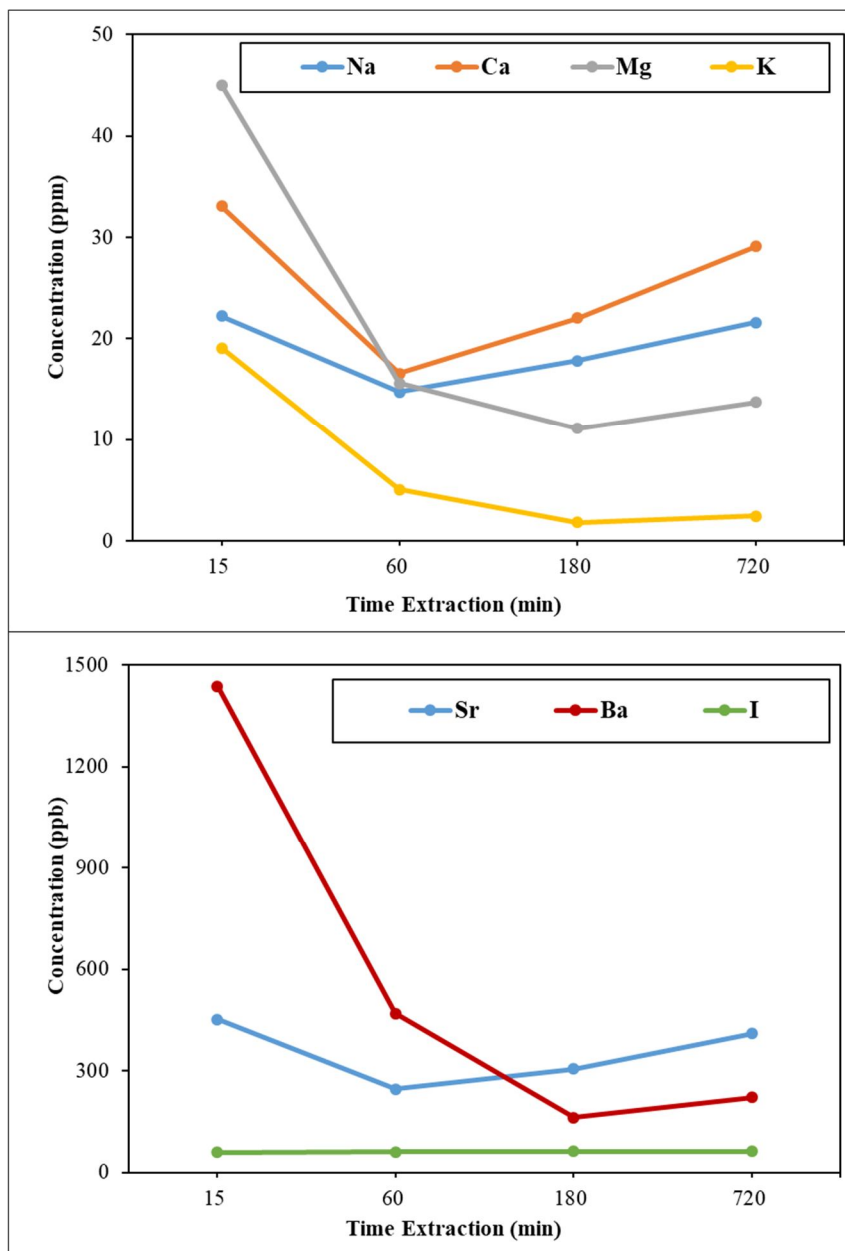 50
Na Ca Mg K
40
30
20
10
0
Concentration (ppm)
15 60 180 720
Time Extraction (min)
1500
Sr Ba I
1200
900
600
300
0
Concentration (ppb)
15 60 180 720
Time Extraction (min)